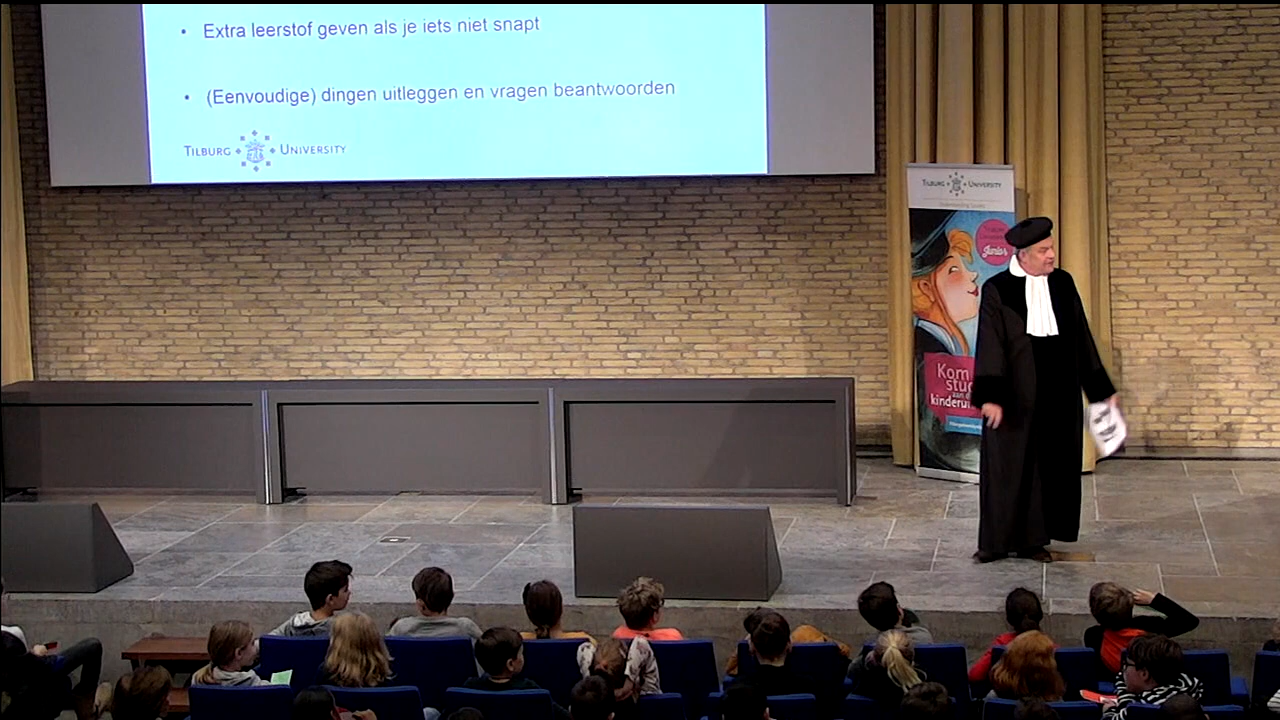 • Extra leerstof geven als je iets niet snapt
• (Eenvoudige) dingen uitleggen en vragen beantwoorden
TILBURG UNIVERSITY
TILBURG UNIVERSITY
Junior
Kom
kinderu